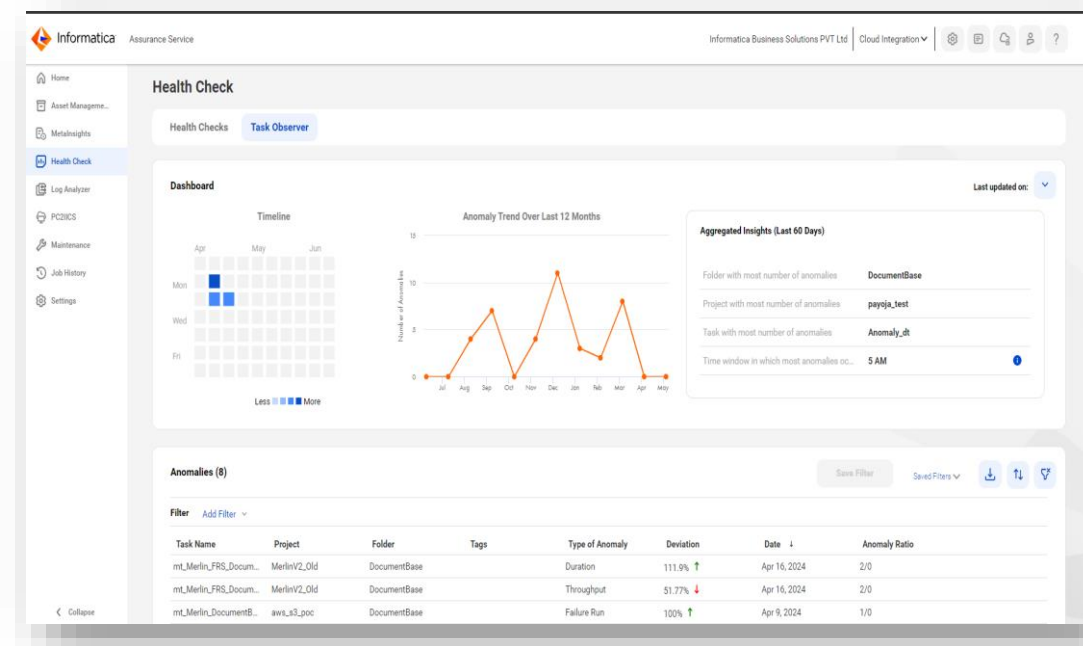 Informatica Assurance Service Informatica Business Solutions PVT Ltd Cloud Integration ?
Home
Asset Manageme...
MetaInsights
Health Check
Log Analyzer
PC2IICS
Maintenance
Job History
Settings
Collapse
Health Check
Health Checks Task Observer
Dashboard Last updated on:
Timeline
Apr May Jun
Mon
Wed
Fri
Less More
Anomaly Trend Over Last 12 Months
Number of Anomalies
15
10
5
0
Jul Aug Sep Oct Nov Dec Jan Feb Mar Apr May
Aggregated Insights (Last 60 Days)
Folder with most number of anomalies DocumentBase
Project with most number of anomalies payoja_test
Task with most number of anomalies Anomaly_dt
Time window in which most anomalies oc... 5 AM
Anomalies (8) Save Filter Saved Filters
Filter Add Filter
Task Name Project Folder Tags Type of Anomaly Deviation Date ↓ Anomaly Ratio
mt_Merlin_FRS_Docum... MerlinV2_Old DocumentBase Duration 111.9% ↑ Apr 16, 2024 2/0
mt_Merlin_FRS_Docum... MerlinV2_Old DocumentBase Throughput 51.77% ↓ Apr 16, 2024 2/0
mt_Merlin_DocumentB... aws_s3_poc DocumentBase Failure Run 100% ↑ Apr 9, 2024 1/0